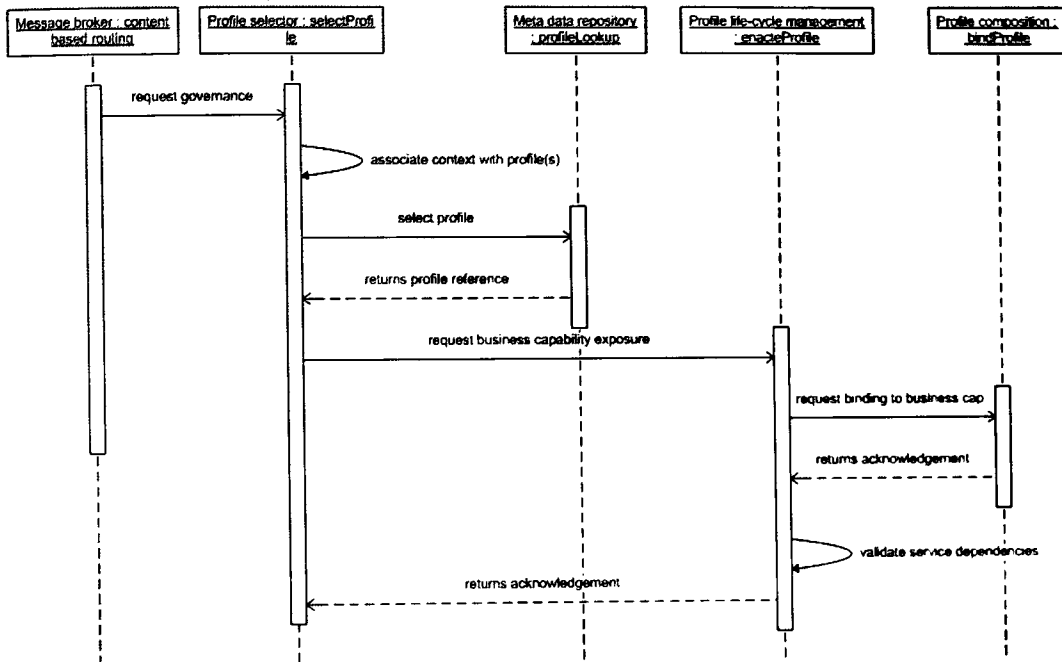 Message broker : content
based routing
Profile selector : selectProfi
le
Meta data repository
: profileLookup
Profile life-cycle management
: enacteProfile
Profile composition :
bindProfile
request governance
associate context with profile(s)
select profile
returns profile reference
request business capability exposure
request binding to business cap
returns acknowledgement
validate service dependencies
returns acknowledgement